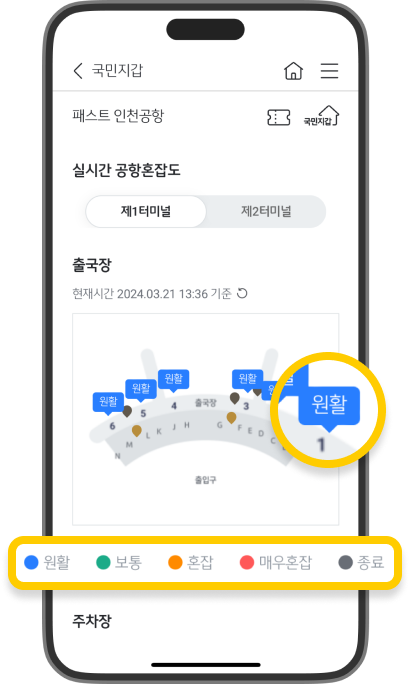 국민지갑
패스트 인천공항
국민지갑
실시간 공항혼잡도
제1터미널 제2터미널
출국장
현재시간 2024.03.21 13:36 기준
원활 원활 원활 원활 원활
6 5 4 출국장 3 1
N M L K J H G F E D C
출입구
원활 보통 혼잡 매우혼잡 종료
주차장